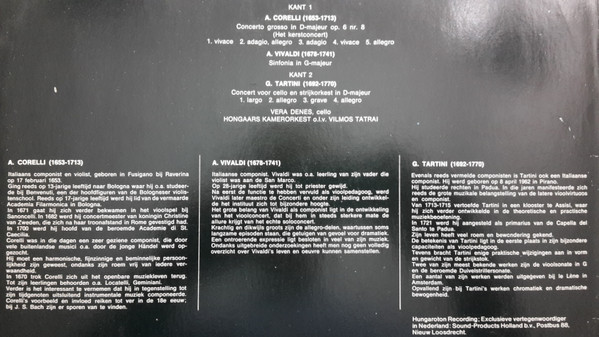 KANT 1
A. CORELLI (1653-1713)
Concerto grosso in D-majeur op. 6 nr. 8
(Het kerstconcert)
1. vivace 2. adagio, allegro 3. adagio 4. vivace 5. allegro
A. VIVALDI (1678-1741)
Sinfonia in G-majeur
KANT 2
G. TARTINI (1692-1770)
Concert voor cello en strijkorkest in D-majeur
1. largo 2. allegro 3. grave 4. allegro
VERA DENES, cello
HONGAARS KAMERORKEST o.l.v. VILMOS TATRAI
A. CORELLI (1653-1713)
Italiaans componist en violist, geboren in Fusigano bij Raverina
op 17 februari 1653.
Ging reeds op 13-jarige leeftijd naar Bologna waar hij o.a. studeer-
de bij Benvenuti, een der hoofdfiguren van de Bologneser violis-
tenschool. Reeds op 17-jarige leeftijd werd hij lid van de vermaarde
Academia Filarmonica in Bologna.
In 1671 gaat hij zich verder bekwamen in het vioolspel bij
Sianoncelli. In 1682 werd hij concertmeester van koningin Christine
van Zweden, die na haar troonafstand in Rome gevestigd had.
In 1700 werd hij hoofd van de beroemde Academie di St.
Caecilia.
Corelli was in die dagen een zeer geziene componist, die door
vele buitenlandse musici o.a. door de jonge Händel werd op-
gezocht.
Hij moet een harmonische, fijnzinnige en beminnelijke persoon-
lijkheid zijn geweest, ondanks zijn roem vrij van iedere ver-
waandheid.
In 1670 trok Corelli zich uit het openbare muziekleven terug.
Tot zijn leerlingen behoorden o.a. Locatelli, Geminiani.
Verder is het interessant te vernemen dat hij in tegenstelling tot
zijn tijdgenoten uitsluitend instrumentale muziek componeerde.
Corelli's voorbeeld en invloed reiken tot ver in de 18e eeuw;
bij J. S. Bach zijn er sporen van te vinden.
A. VIVALDI (1678-1741)
Italiaanse componist. Vivaldi was o.a. leerling van zijn vader die
violist was aan de San Marco.
Op 25-jarige leeftijd werd hij tot priester gewijd.
Na eerst de functie te hebben vervuld als vioolpedagoog, werd
Vivaldi later maestro de Concerti en onder zijn leiding ontwikkel-
de het instituut zich tot bijzondere hoogte.
Het grote belang van Vivaldi als componist ligt in de ontwikkeling
van het vioolconcert, dat bij hem in steeds sterkere mate de
allure krijgt van het echte soloconcert.
Krachtig en dikwijls groots zijn de allegro-delen, waartussen soms
langzame episoden staan, die getuigen van gevoel voor dramatiek.
Een ontroerende expressie ligt besloten in veel van zijn muziek.
Ondanks uitgebreide onderzoekingen heeft men nog geen volledig
overzicht over Vivaldi's leven en oeuvre kunnen samenstellen.
G. TARTINI (1692-1770)
Evenals reeds vermelde componisten is Tartini ook een Italiaanse
componist. Hij werd geboren op 8 april 1962 in Pirano.
Hij studeerde rechten in Padua. In die jaren manifesteerde zich
reeds de grote muzikale belangstelling van de latere vioolvirtuoos
en componist.
Van 1713-1715 vertoefde Tartini in een klooster te Assisi, waar
hij zich verder ontwikkelde in de theoretische en practische
muziekbeoefening.
In 1721 werd hij aangesteld als primarius van de Capella del
Santo te Padua.
Zijn leven heeft veel roem en bewondering gekend.
De betekenis van Tartini ligt in de eerste plaats in zijn bijzondere
capaciteiten als vioolpedagoog.
Tevens bracht Tartini enige praktische wijzigingen aan in vorm
en gewicht van de strijkstok.
Twee van zijn meest bekende werken zijn de vioolsonate in G
en de beroemde Duivelstrillersonate.
Een aantal van zijn werken werden uitgegeven bij le Lène in
Amsterdam.
Opvallend zijn bij Tartini's werken chromatiek en dramatische
bewogenheid.
Hungaroton Recording; Exclusieve vertegenwoordiger
in Nederland: Sound-Products Holland b.v., Postbus 88,
Nieuw Loosdrecht.